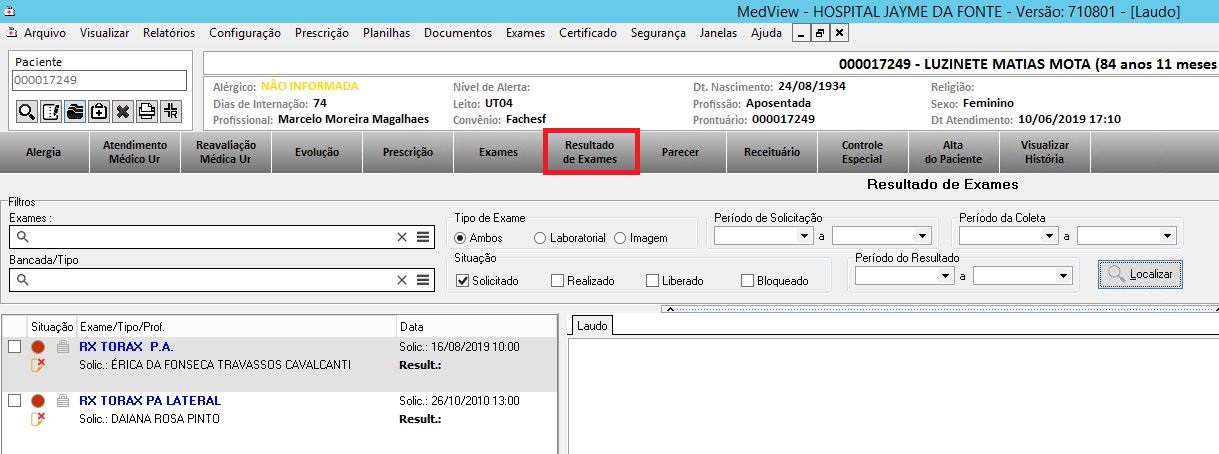 MedView - HOSPITAL JAYME DA FONTE - Versão: 710801 - [Laudo]
Arquivo Visualizar Relatórios Configuração Prescrição Planilhas Documentos Exames Certificado Segurança Janelas Ajuda
Paciente
000017249
000017249 - LUZINETE MATIAS MOTA (84 anos 11 meses
Alérgico: NÃO INFORMADA Nível de Alerta: Dt. Nascimento: 24/08/1934 Religião:
Dias de Internação: 74 Leito: UT04 Profissão: Aposentada Sexo: Feminino
Profissional: Marcelo Moreira Magalhaes Convênio: Fachesf Prontuário: 000017249 Dt Atendimento: 10/06/2019 17:10
Alergia
Atendimento
Médico Ur
Reavaliação
Médica Ur
Evolução
Prescrição
Exames
Resultado
de Exames
Parecer
Receituário
Controle
Especial
Alta
do Paciente
Visualizar
História
Resultado de Exames
Filtros
Exames :
Bancada/Tipo
Tipo de Exame
Ambos Laboratorial Imagem
Situação
Solicitado Realizado Liberado Bloqueado
Período de Solicitação
a
Período da Coleta
a
Período do Resultado
a
Localizar
Situação Exame/Tipo/Prof. Data
RX TORAX P.A. Solic.: 16/08/2019 10:00
Solic.: ÉRICA DA FONSECA TRAVASSOS CAVALCANTI Result.:
RX TORAX PA LATERAL Solic.: 26/10/2010 13:00
Solic.: DAIANA ROSA PINTO Result.:
Laudo